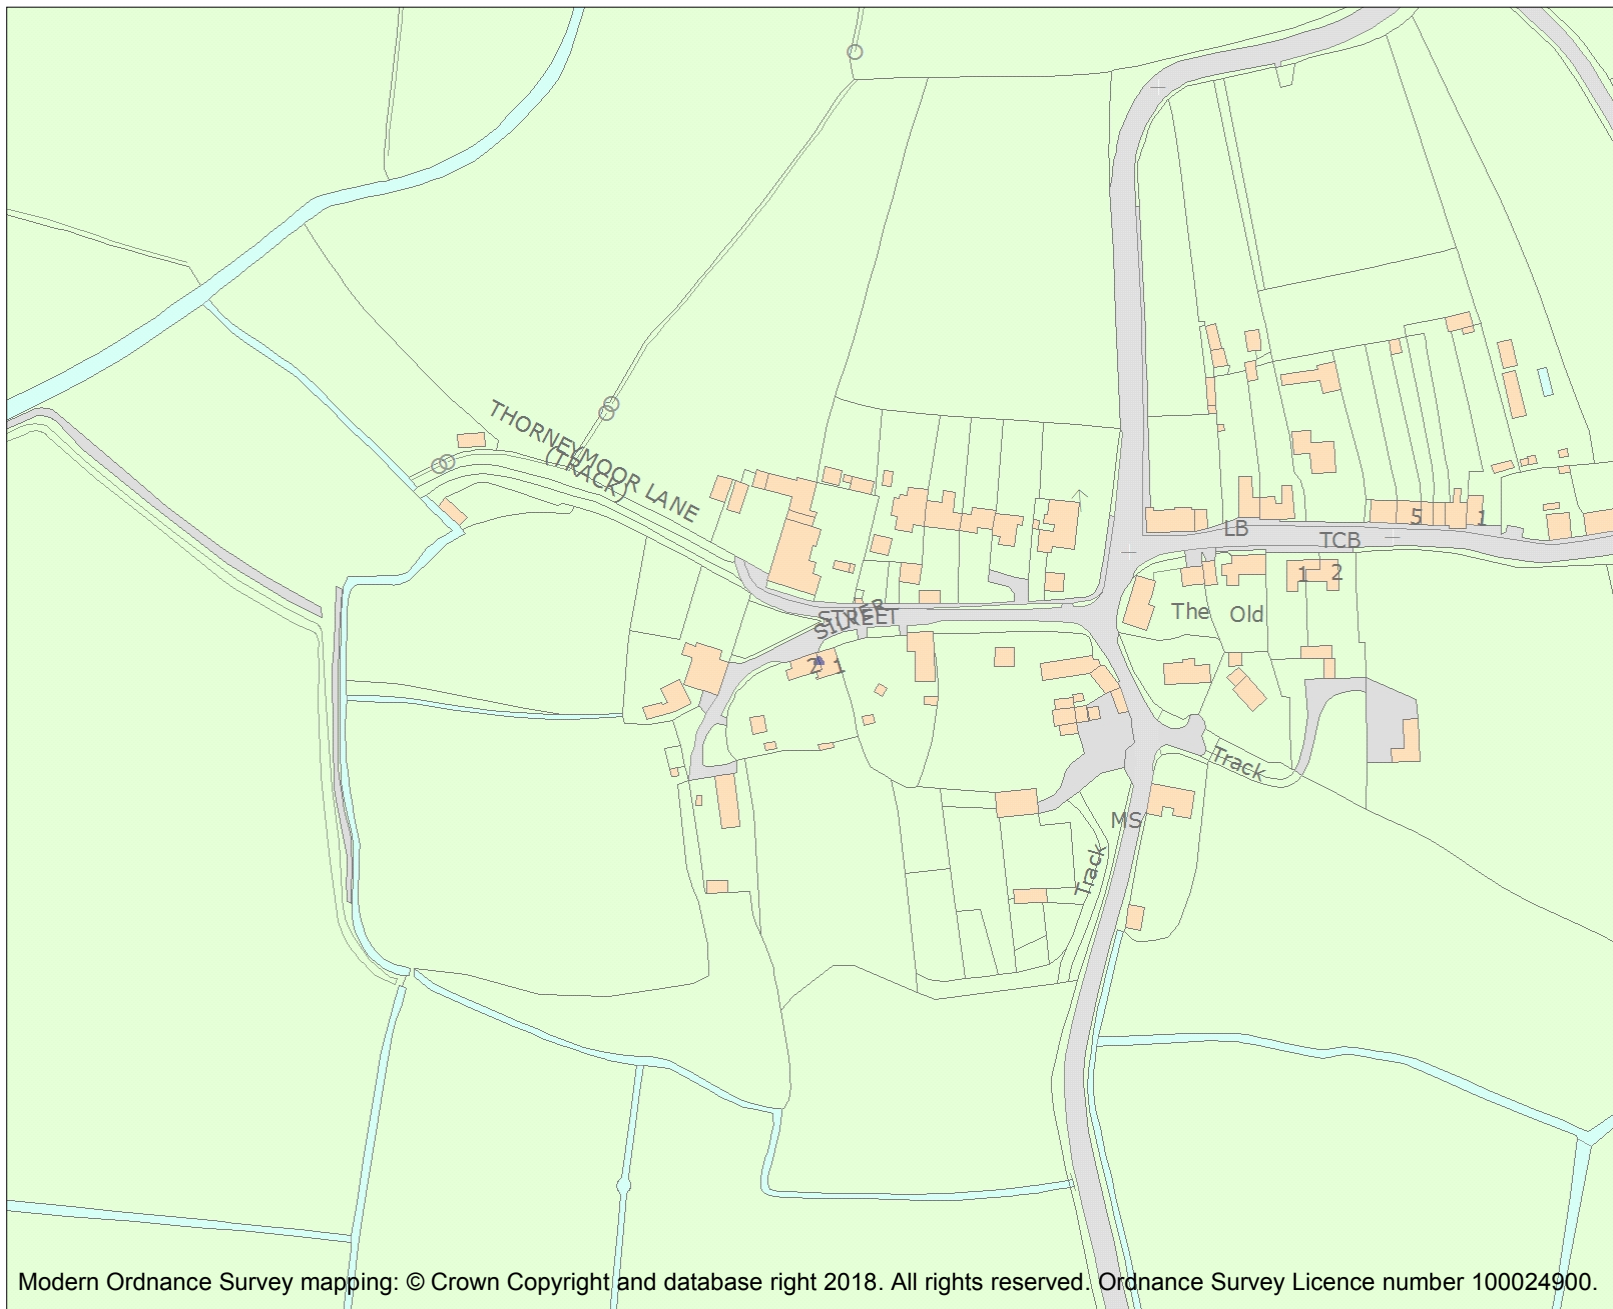 THORNEYMOOR LANE
(TRACK)
LB
5
1
TCB
1
2
The Old
SILVER
STREET
2
1
Track
MS
Track
Modern Ordnance Survey mapping: © Crown Copyright and database right 2018. All rights reserved. Ordnance Survey Licence number 100024900.